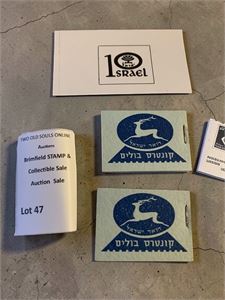 10
ISRAEL
TWO OLD SOULS ONLINE
Auctions
Brimfield STAMP &
Collectible Sale
Auction Sale
Lot 47
דואר ישראל
קונטרס בולים
דואר ישראל
קונטרס בולים